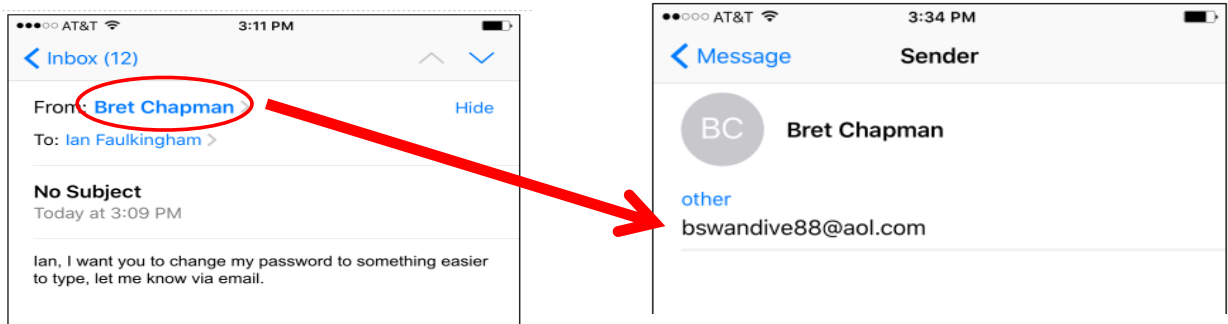 AT&T 3:11 PM
Inbox (12)
From: Bret Chapman Hide
To: Ian Faulkingham
No Subject
Today at 3:09 PM
Ian, I want you to change my password to something easier
to type, let me know via email.
AT&T 3:34 PM
Message Sender
BC Bret Chapman
other
bswandive88@aol.com